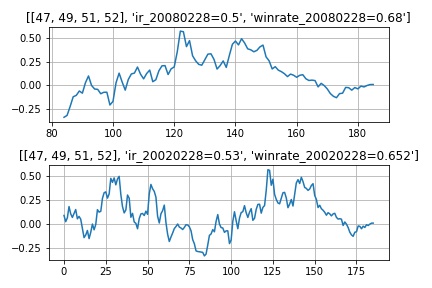 [[47, 49, 51, 52], 'ir_20080228=0.5', 'winrate_20080228=0.68']
0.50
0.25
0.00
−0.25
80 100 120 140 160 180
[[47, 49, 51, 52], 'ir_20020228=0.53', 'winrate_20020228=0.652']
0.50
0.25
0.00
−0.25
0 25 50 75 100 125 150 175